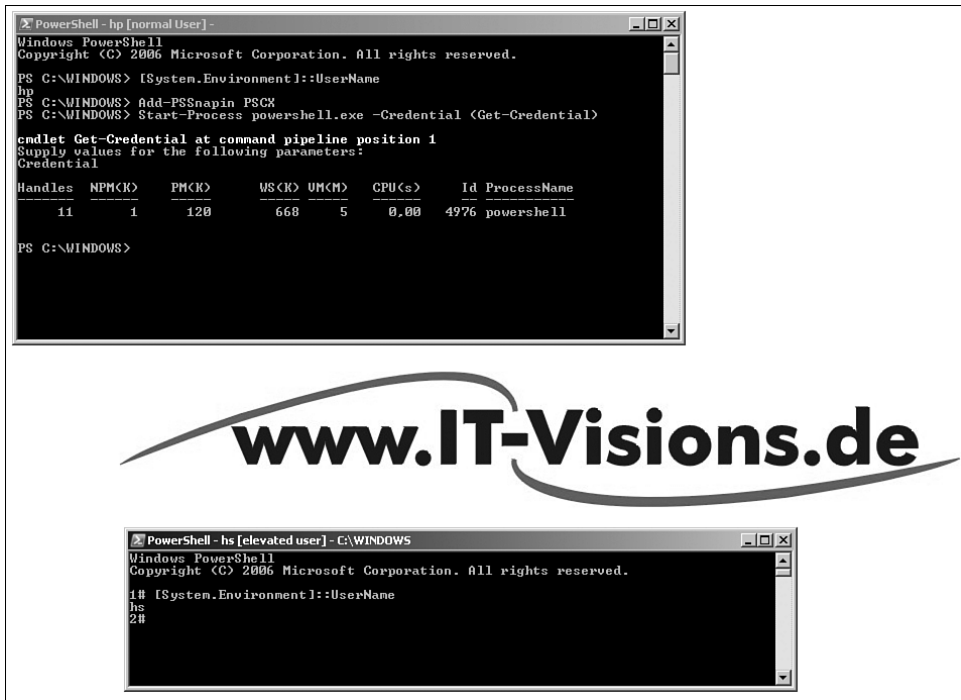 PowerShell - hp [normal User] -
Windows PowerShell
Copyright (C) 2006 Microsoft Corporation. All rights reserved.
PS C:\WINDOWS> [System.Environment]::UserName
hp
PS C:\WINDOWS> Add-PSSnapin PSCX
PS C:\WINDOWS> Start-Process powershell.exe -Credential (Get-Credential)
cmdlet Get-Credential at command pipeline position 1
Supply values for the following parameters:
Credential
Handles NPM(K) PM(K) WS(K) VM(M) CPU(s) Id ProcessName
------- ------ ----- ----- ----- ------ -- -----------
11 1 120 668 5 0,00 4976 powershell
PS C:\WINDOWS>
www.IT-Visions.de
PowerShell - hs [elevated user] - C:\WINDOWS
Windows PowerShell
Copyright (C) 2006 Microsoft Corporation. All rights reserved.
1# [System.Environment]::UserName
hs
2#